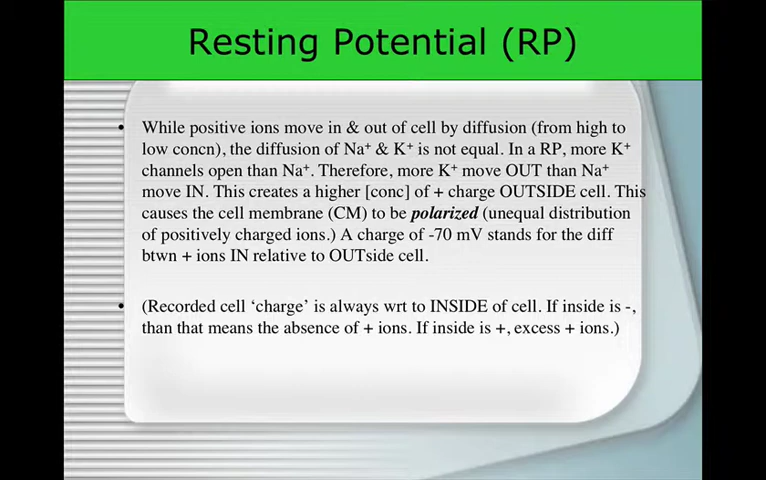 Resting Potential (RP)
• While positive ions move in & out of cell by diffusion (from high to
low concn), the diffusion of Na⁺ & K⁺ is not equal. In a RP, more K⁺
channels open than Na⁺. Therefore, more K⁺ move OUT than Na⁺
move IN. This creates a higher [conc] of + charge OUTSIDE cell. This
causes the cell membrane (CM) to be polarized (unequal distribution
of positively charged ions.) A charge of -70 mV stands for the diff
btwn + ions IN relative to OUTside cell.
• (Recorded cell ‘charge’ is always wrt to INSIDE of cell. If inside is -,
than that means the absence of + ions. If inside is +, excess + ions.)